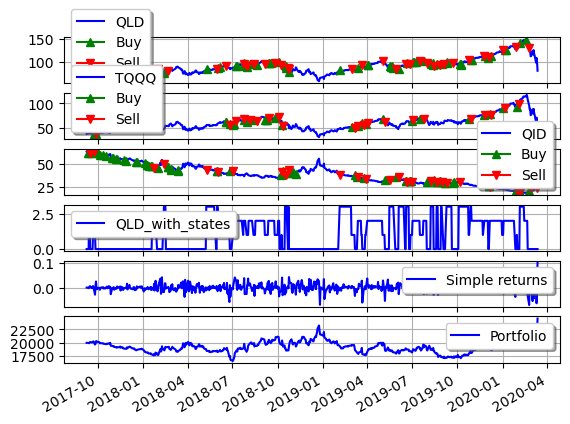 QLD
Buy
Sell
150
100
TQQQ
Buy
Sell
100
50
QID
Buy
Sell
50
25
QLD_with_states
2.5
0.0
Simple returns
0.1
0.0
Portfolio
22500
20000
17500
2017-10
2018-01
2018-04
2018-07
2018-10
2019-01
2019-04
2019-07
2019-10
2020-01
2020-04